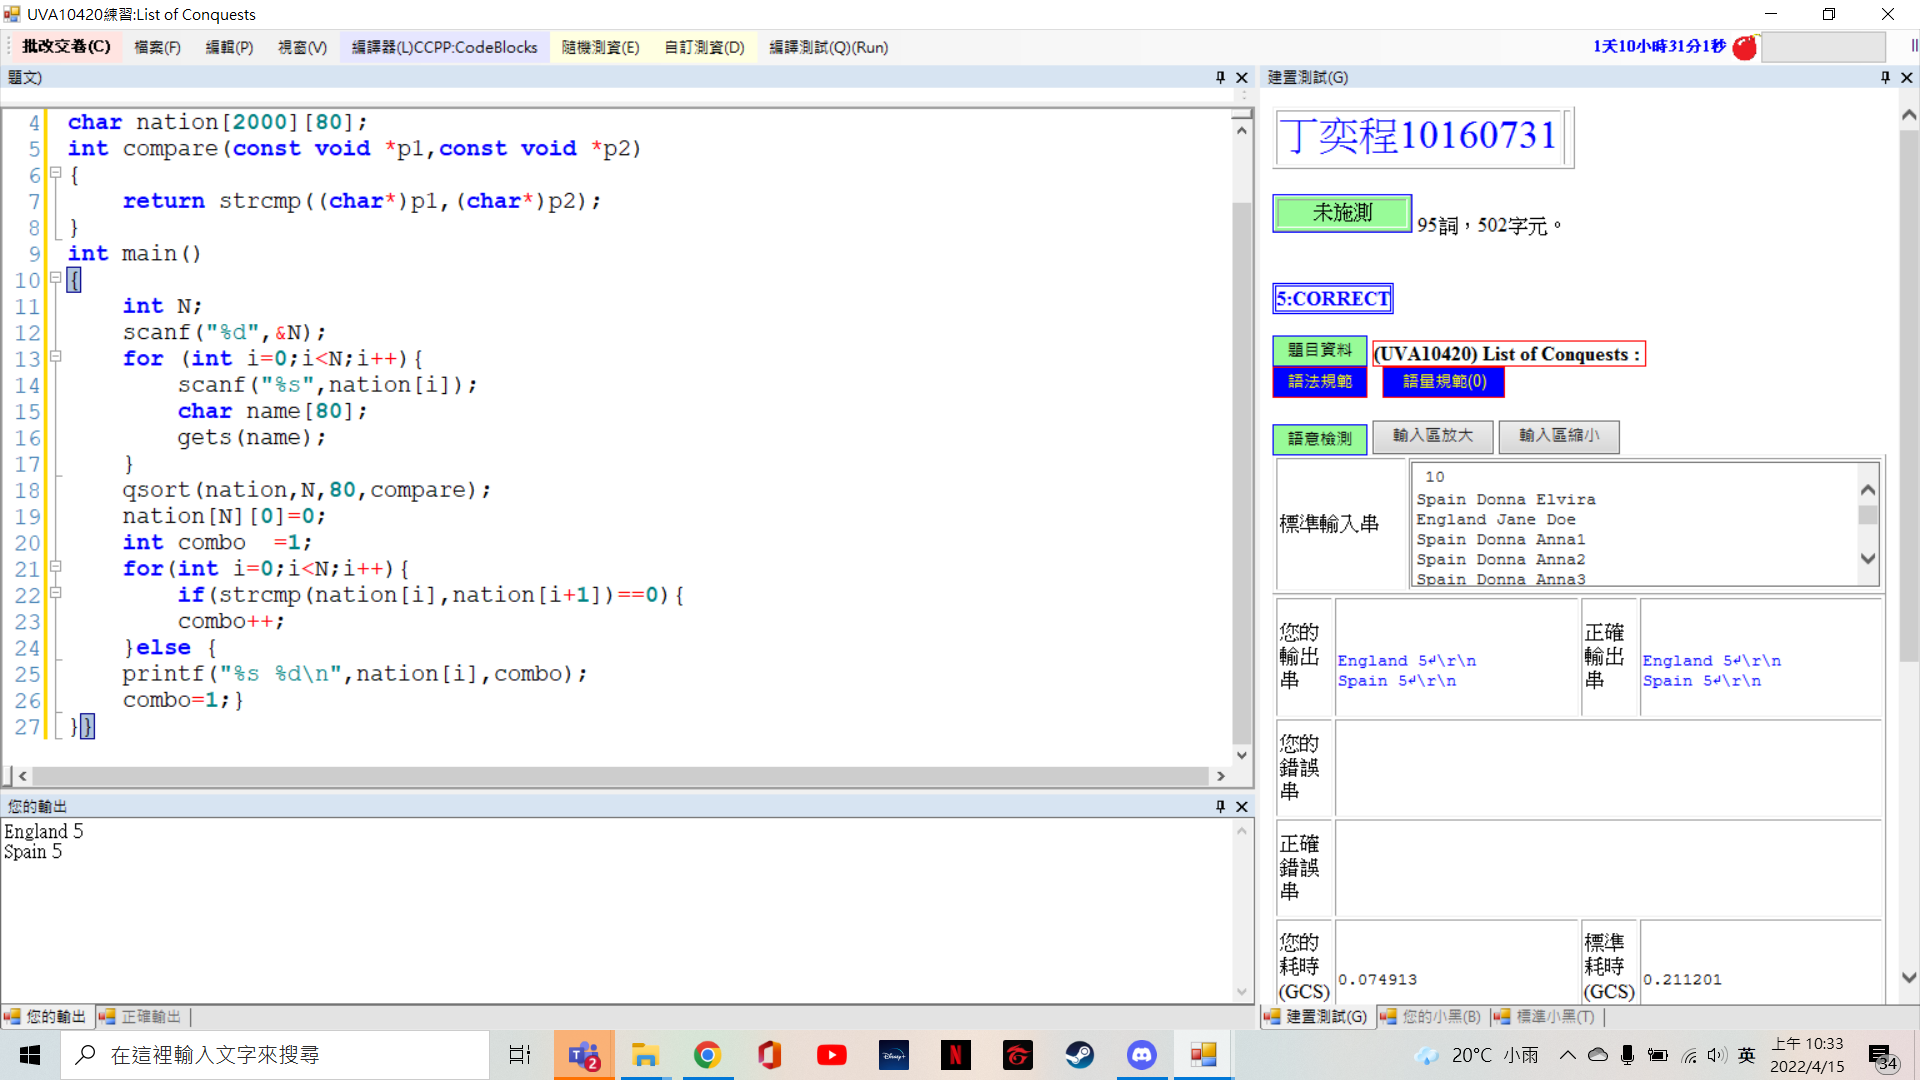 UVA10420練習:List of Conquests
批改交卷(C) 檔案(F) 編輯(P) 視窗(V) 編譯器(L)CCPP:CodeBlocks 隨機測資(E) 自訂測資(D) 編譯測試(Q)(Run) 1天10小時31分1秒
題文)
4 char nation[2000][80];
5 int compare(const void *p1,const void *p2)
6 {
7 return strcmp((char*)p1,(char*)p2);
8 }
9 int main()
10 {
11 int N;
12 scanf("%d",&N);
13 for (int i=0;i<N;i++){
14 scanf("%s",nation[i]);
15 char name[80];
16 gets(name);
17 }
18 qsort(nation,N,80,compare);
19 nation[N][0]=0;
20 int combo  =1;
21 for(int i=0;i<N;i++){
22 if(strcmp(nation[i],nation[i+1])==0){
23 combo++;
24 }else {
25 printf("%s %d\n",nation[i],combo);
26 combo=1;}
27 }}
您的輸出
England 5
Spain 5
您的輸出 正確輸出
建置測試(G)
丁奕程10160731
未施測 95詞，502字元。
5:CORRECT
題目資料 (UVA10420) List of Conquests :
語法規範 語量規範(0)
語意檢測 輸入區放大 輸入區縮小
標準輸入串
10
Spain Donna Elvira
England Jane Doe
Spain Donna Anna1
Spain Donna Anna2
Spain Donna Anna3
您的輸出串
England 5↵\r\n
Spain 5↵\r\n
正確輸出串
England 5↵\r\n
Spain 5↵\r\n
您的錯誤串
正確錯誤串
您的耗時(GCS) 0.074913
標準耗時(GCS) 0.211201
建置測試(G) 您的小黑(B) 標準小黑(T)
在這裡輸入文字來搜尋
2
Disney+
N
20°C 小雨
英
上午 10:33
2022/4/15
34